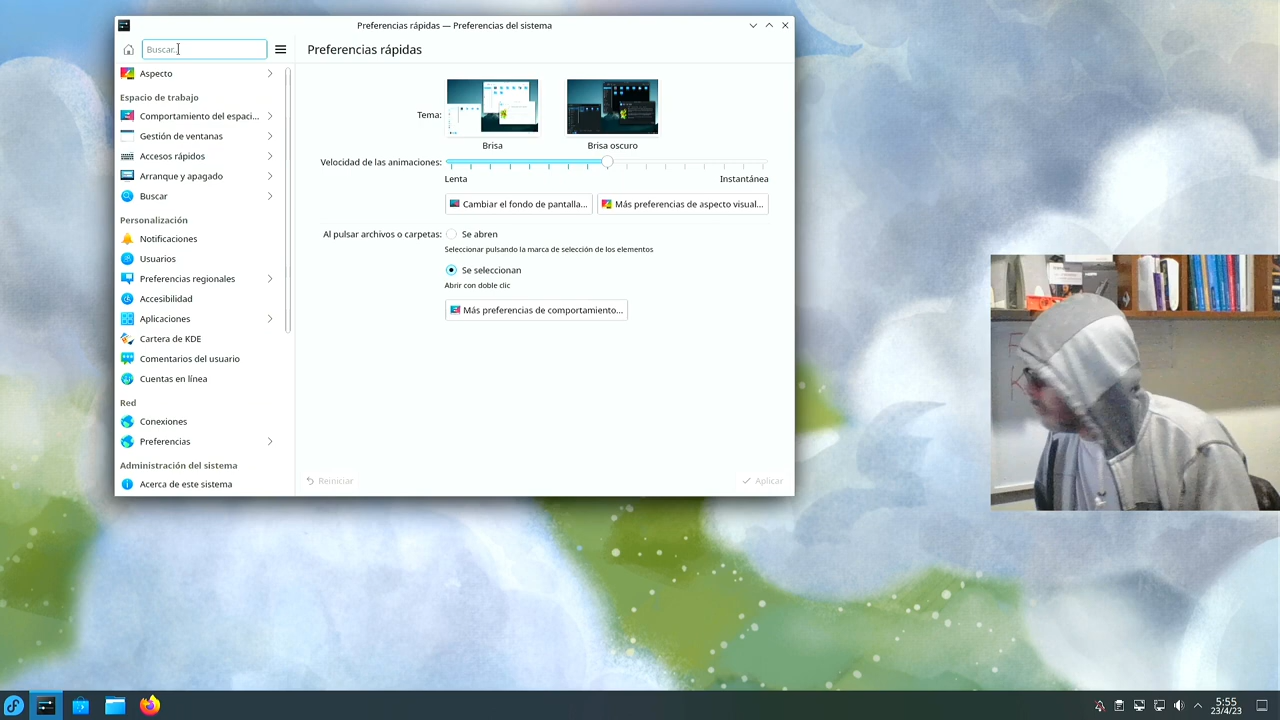 Preferencias rápidas — Preferencias del sistema
Buscar...
Preferencias rápidas
Aspecto
Espacio de trabajo
Comportamiento del espaci...
Gestión de ventanas
Accesos rápidos
Arranque y apagado
Buscar
Personalización
Notificaciones
Usuarios
Preferencias regionales
Accesibilidad
Aplicaciones
Cartera de KDE
Comentarios del usuario
Cuentas en línea
Red
Conexiones
Preferencias
Administración del sistema
Acerca de este sistema
Tema:
Brisa
Brisa oscuro
Velocidad de las animaciones:
Lenta
Instantánea
Cambiar el fondo de pantalla...
Más preferencias de aspecto visual...
Al pulsar archivos o carpetas:
Se abren
Seleccionar pulsando la marca de selección de los elementos
Se seleccionan
Abrir con doble clic
Más preferencias de comportamiento...
Reiniciar
Aplicar
5:55
23/4/23